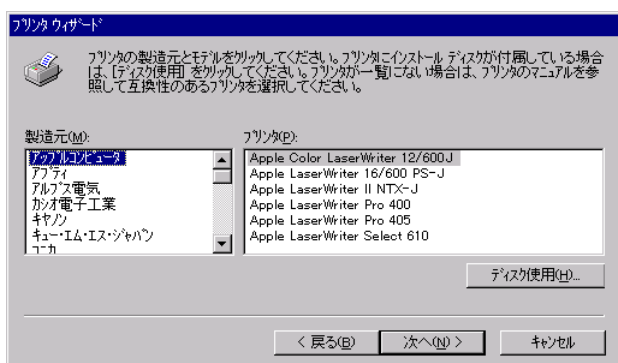 プリンタ ウィザード
プリンタの製造元とモデルをクリックしてください。プリンタにインストール ディスクが付属している場合
は、[ディスク使用] をクリックしてください。プリンタが一覧にない場合は、プリンタのマニュアルを参
照して互換性のあるプリンタを選択してください。
製造元(M):
アップルコンピュータ
アプティ
アルプス電気
カシオ電子工業
キヤノン
キュー・エム・エス・ジャパン
コニカ
プリンタ(P):
Apple Color LaserWriter 12/600J
Apple LaserWriter 16/600 PS-J
Apple LaserWriter II NTX-J
Apple LaserWriter Pro 400
Apple LaserWriter Pro 405
Apple LaserWriter Select 610
ディスク使用(H)...
< 戻る(B)
次へ(N) >
キャンセル